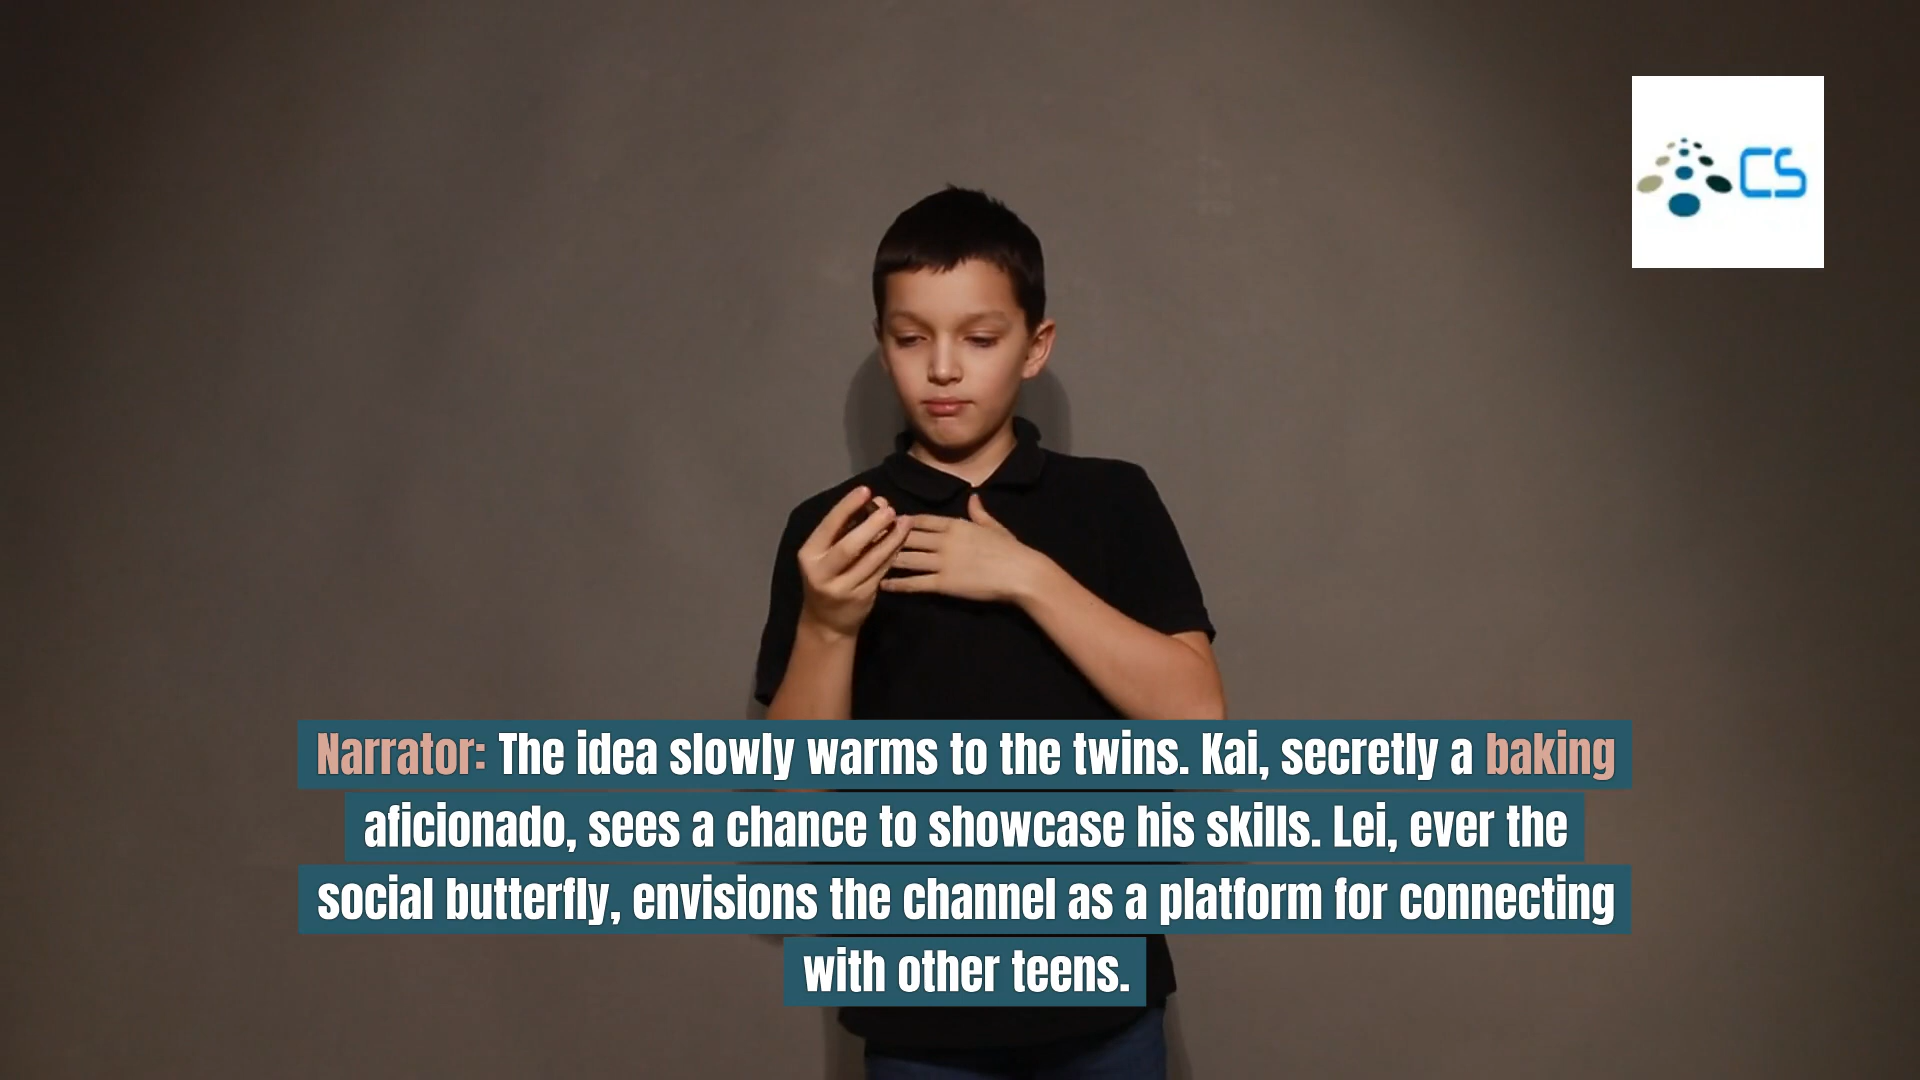 CS
Narrator: The idea slowly warms to the twins. Kai, secretly a baking
aficionado, sees a chance to showcase his skills. Lei, ever the
social butterfly, envisions the channel as a platform for connecting
with other teens.